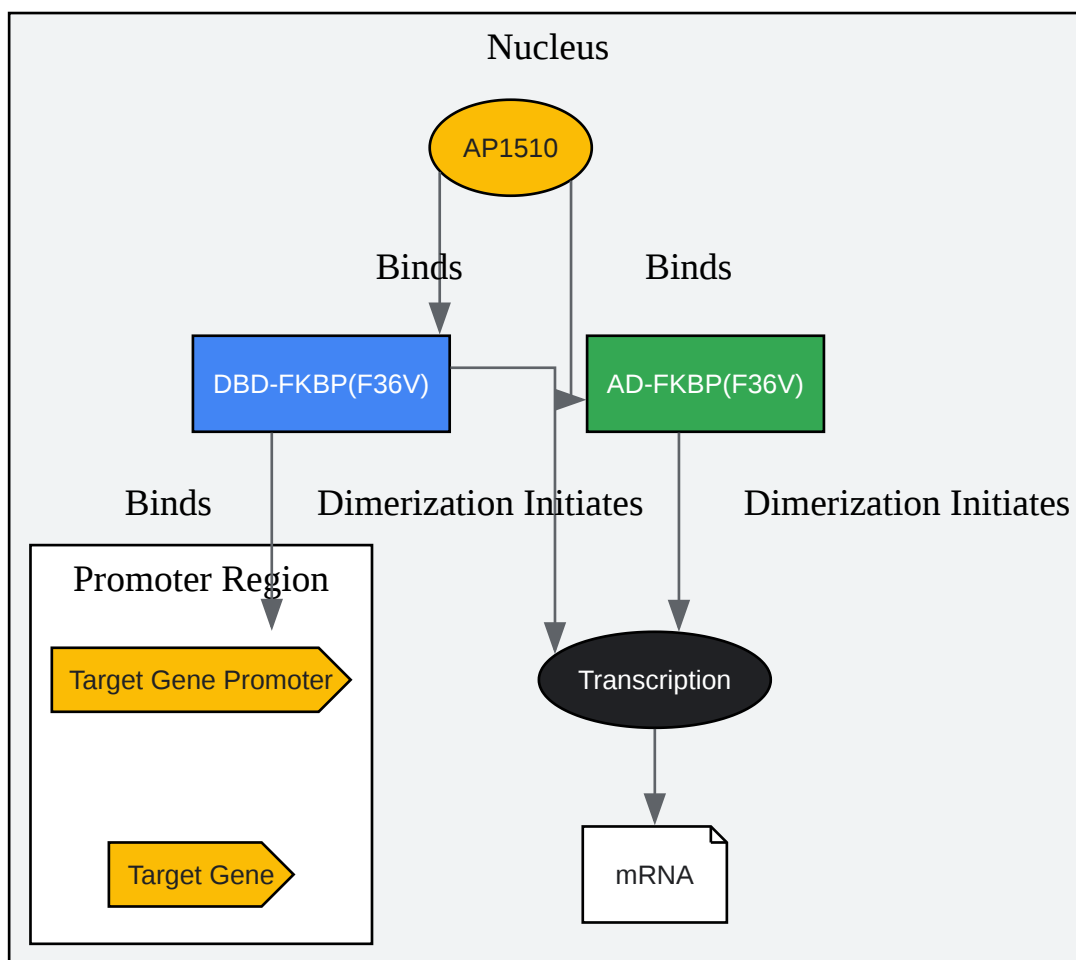 Nucleus
AP1510
Binds
Binds
DBD-FKBP(F36V)
AD-FKBP(F36V)
Binds
Dimerization Initiates
Dimerization Initiates
Promoter Region
Target Gene Promoter
Transcription
Target Gene
mRNA